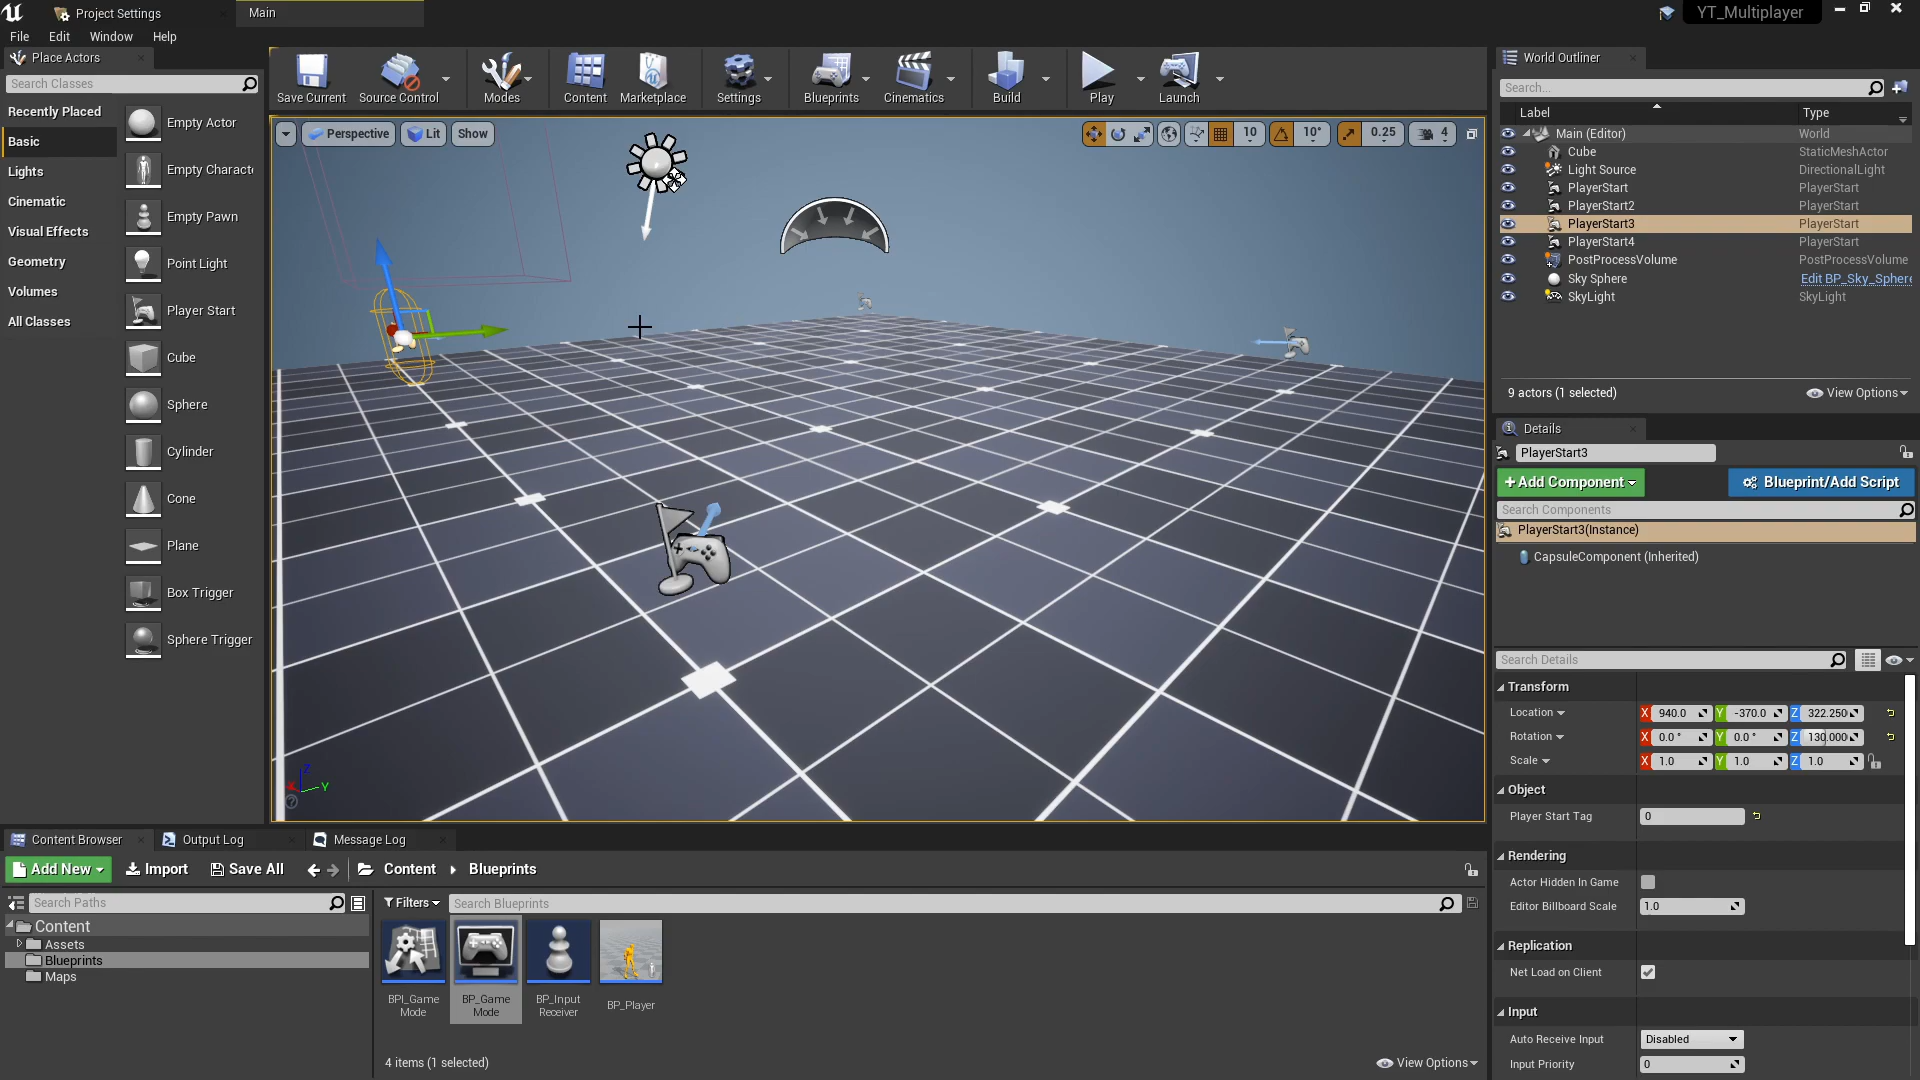 Project Settings
Main
YT_Multiplayer
File Edit Window Help
Place Actors
Search Classes
Recently Placed
Basic
Lights
Cinematic
Visual Effects
Geometry
Volumes
All Classes
Empty Actor
Empty Characte
Empty Pawn
Point Light
Player Start
Cube
Sphere
Cylinder
Cone
Plane
Box Trigger
Sphere Trigger
Save Current
Source Control
Modes
Content
Marketplace
Settings
Blueprints
Cinematics
Build
Play
Launch
Perspective
Lit
Show
10
10°
0.25
4
Z
X
Y
World Outliner
Search...
Label Type
Main (Editor) World
Cube StaticMeshActor
Light Source DirectionalLight
PlayerStart PlayerStart
PlayerStart2 PlayerStart
PlayerStart3 PlayerStart
PlayerStart4 PlayerStart
PostProcessVolume PostProcessVolume
Sky Sphere Edit BP_Sky_Sphere
SkyLight SkyLight
9 actors (1 selected)
View Options
Details
PlayerStart3
+Add Component
Blueprint/Add Script
Search Components
PlayerStart3(Instance)
CapsuleComponent (Inherited)
Search Details
Transform
Location X 940.0 Y -370.0 Z 322.250
Rotation X 0.0 ° Y 0.0 ° Z 130.000
Scale X 1.0 Y 1.0 Z 1.0
Object
Player Start Tag 0
Rendering
Actor Hidden In Game
Editor Billboard Scale 1.0
Replication
Net Load on Client
Input
Auto Receive Input Disabled
Input Priority 0
Content Browser
Output Log
Message Log
Add New
Import
Save All
Content
Blueprints
Search Paths
Filters
Search Blueprints
Content
Assets
Blueprints
Maps
BPI_Game
Mode
BP_Game
Mode
BP_Input
Receiver
BP_Player
4 items (1 selected)
View Options